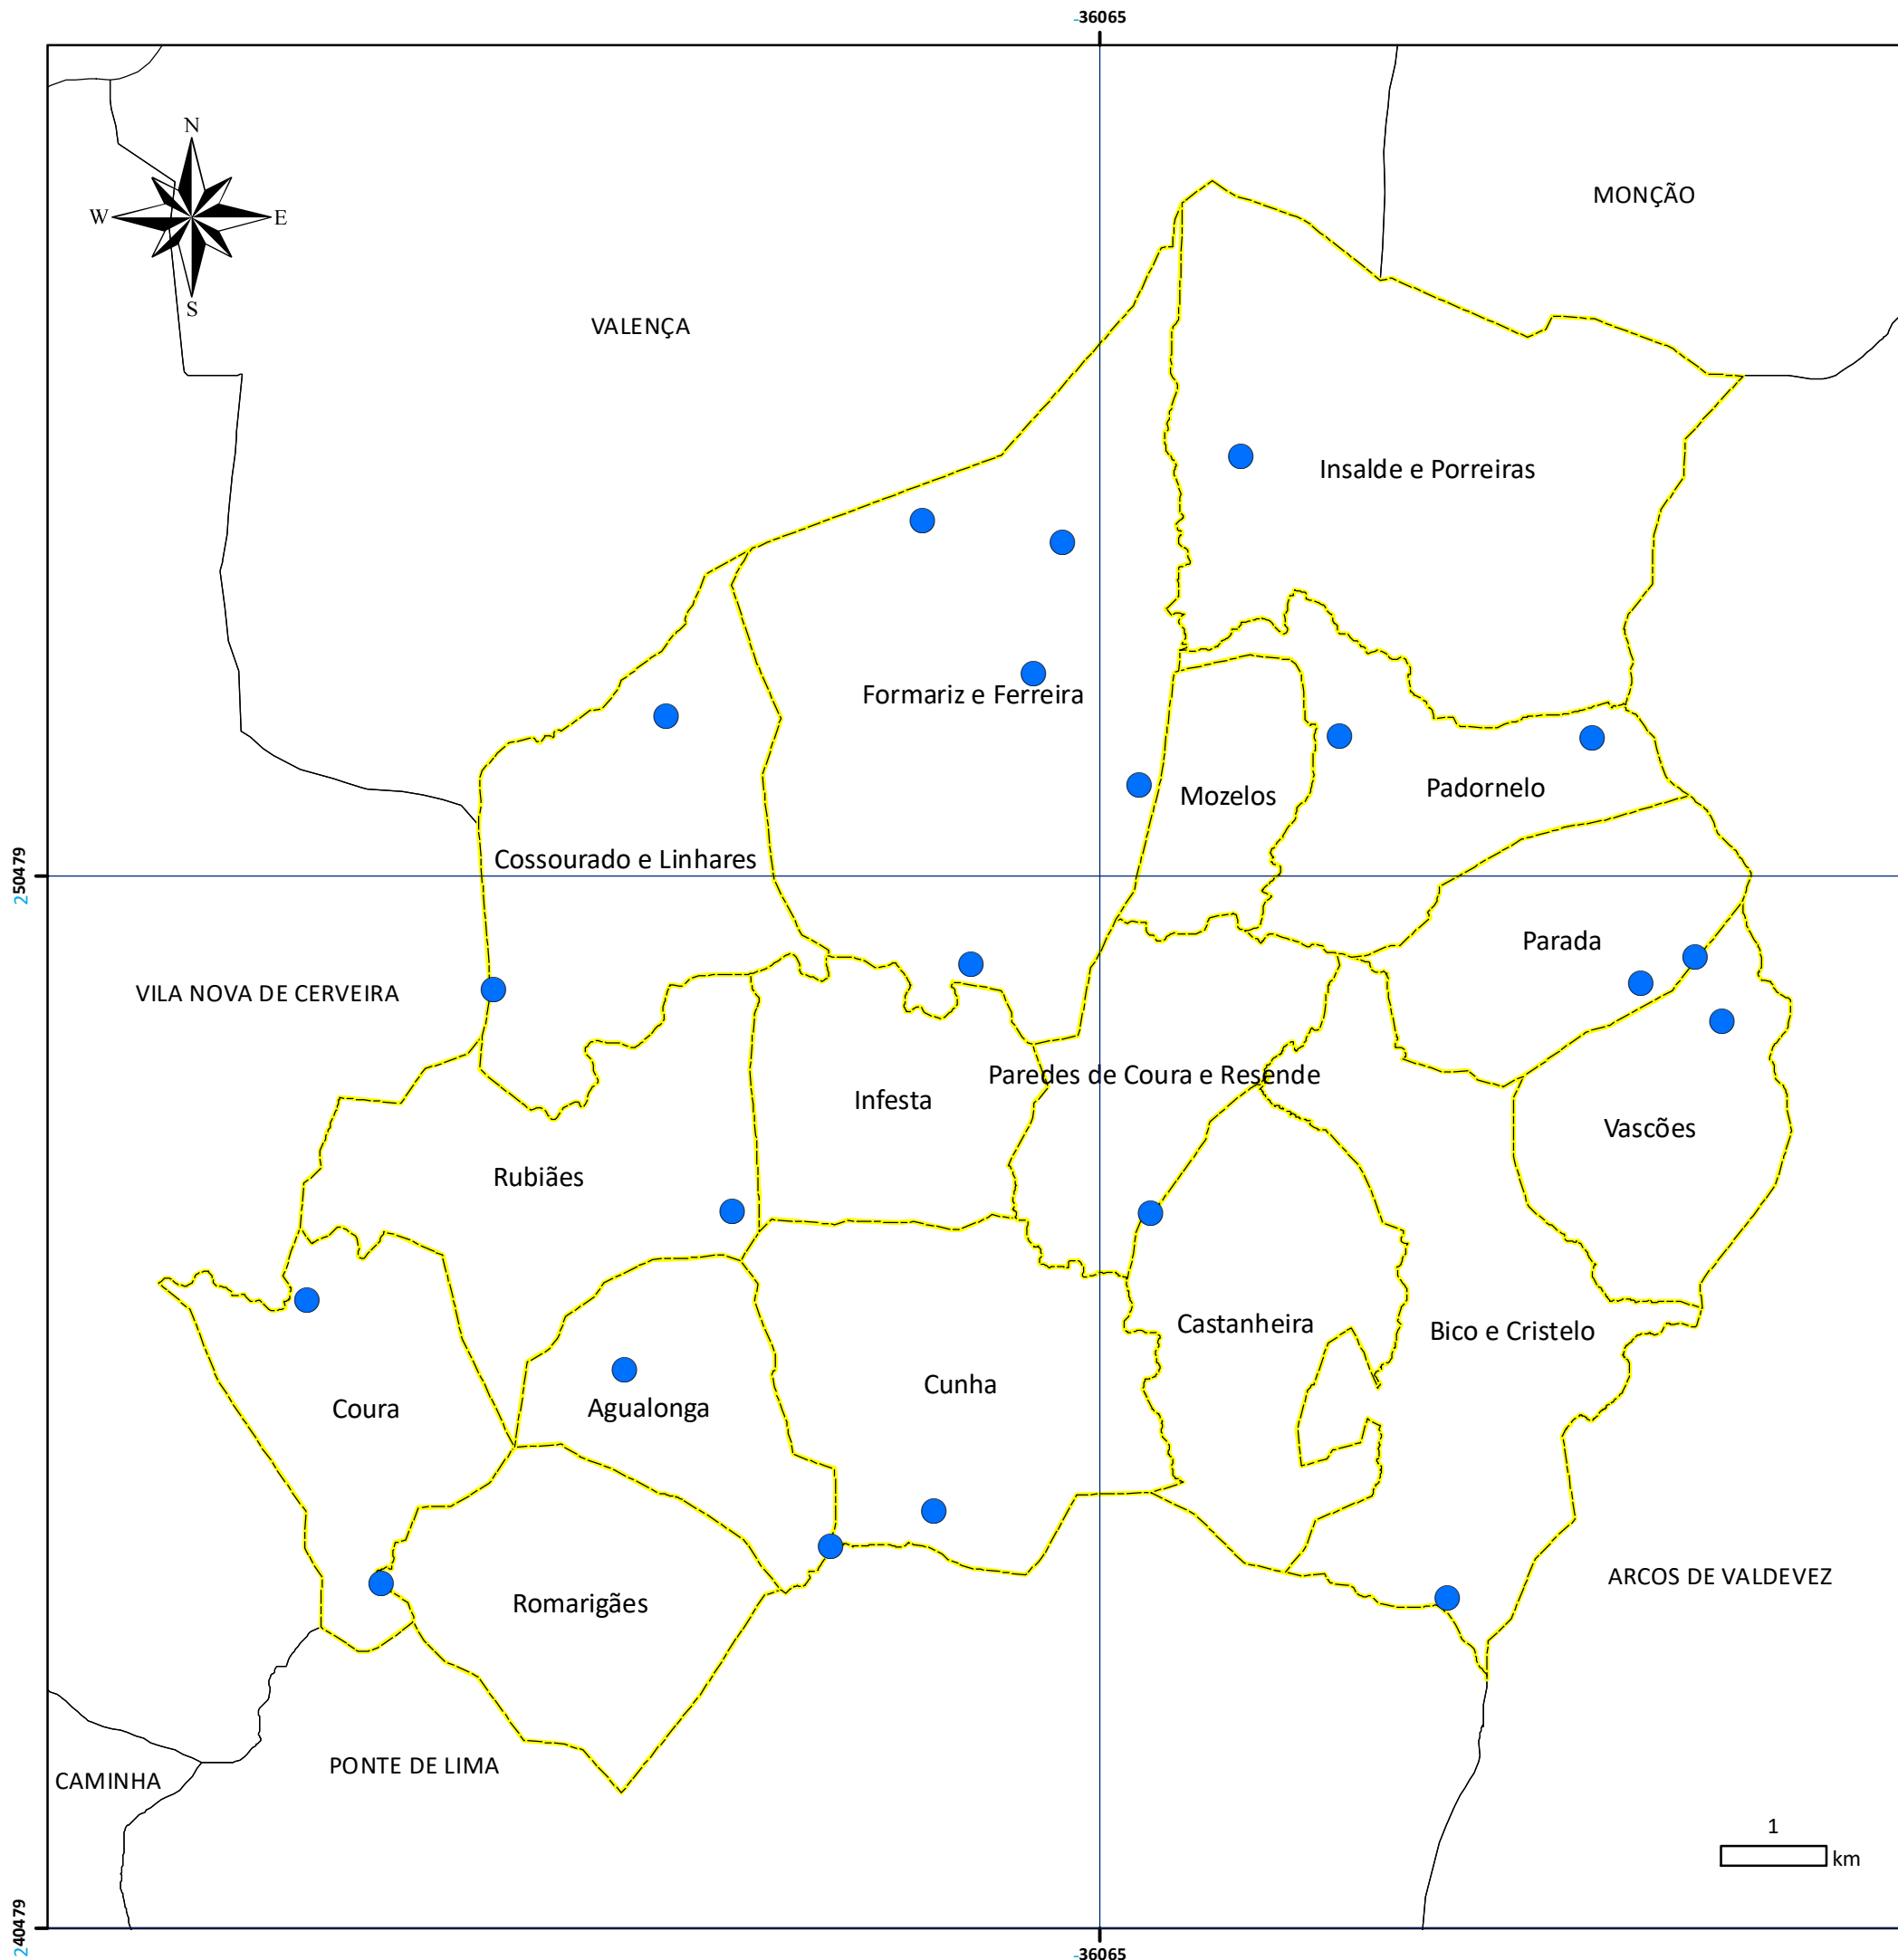 -36065
N
MONÇÃO
W
E
S
VALENÇA
Insalde e Porreiras
Formariz e Ferreira
Padornelo
Mozelos
Cossourado e Linhares
250479
Parada
VILA NOVA DE CERVEIRA
Paredes de Coura e Resende
Infesta
Vascões
Rubiães
Castanheira
Bico e Cristelo
Cunha
Agualonga
Coura
ARCOS DE VALDEVEZ
Romarigães
PONTE DE LIMA
CAMINHA
1
km
240479
-36065